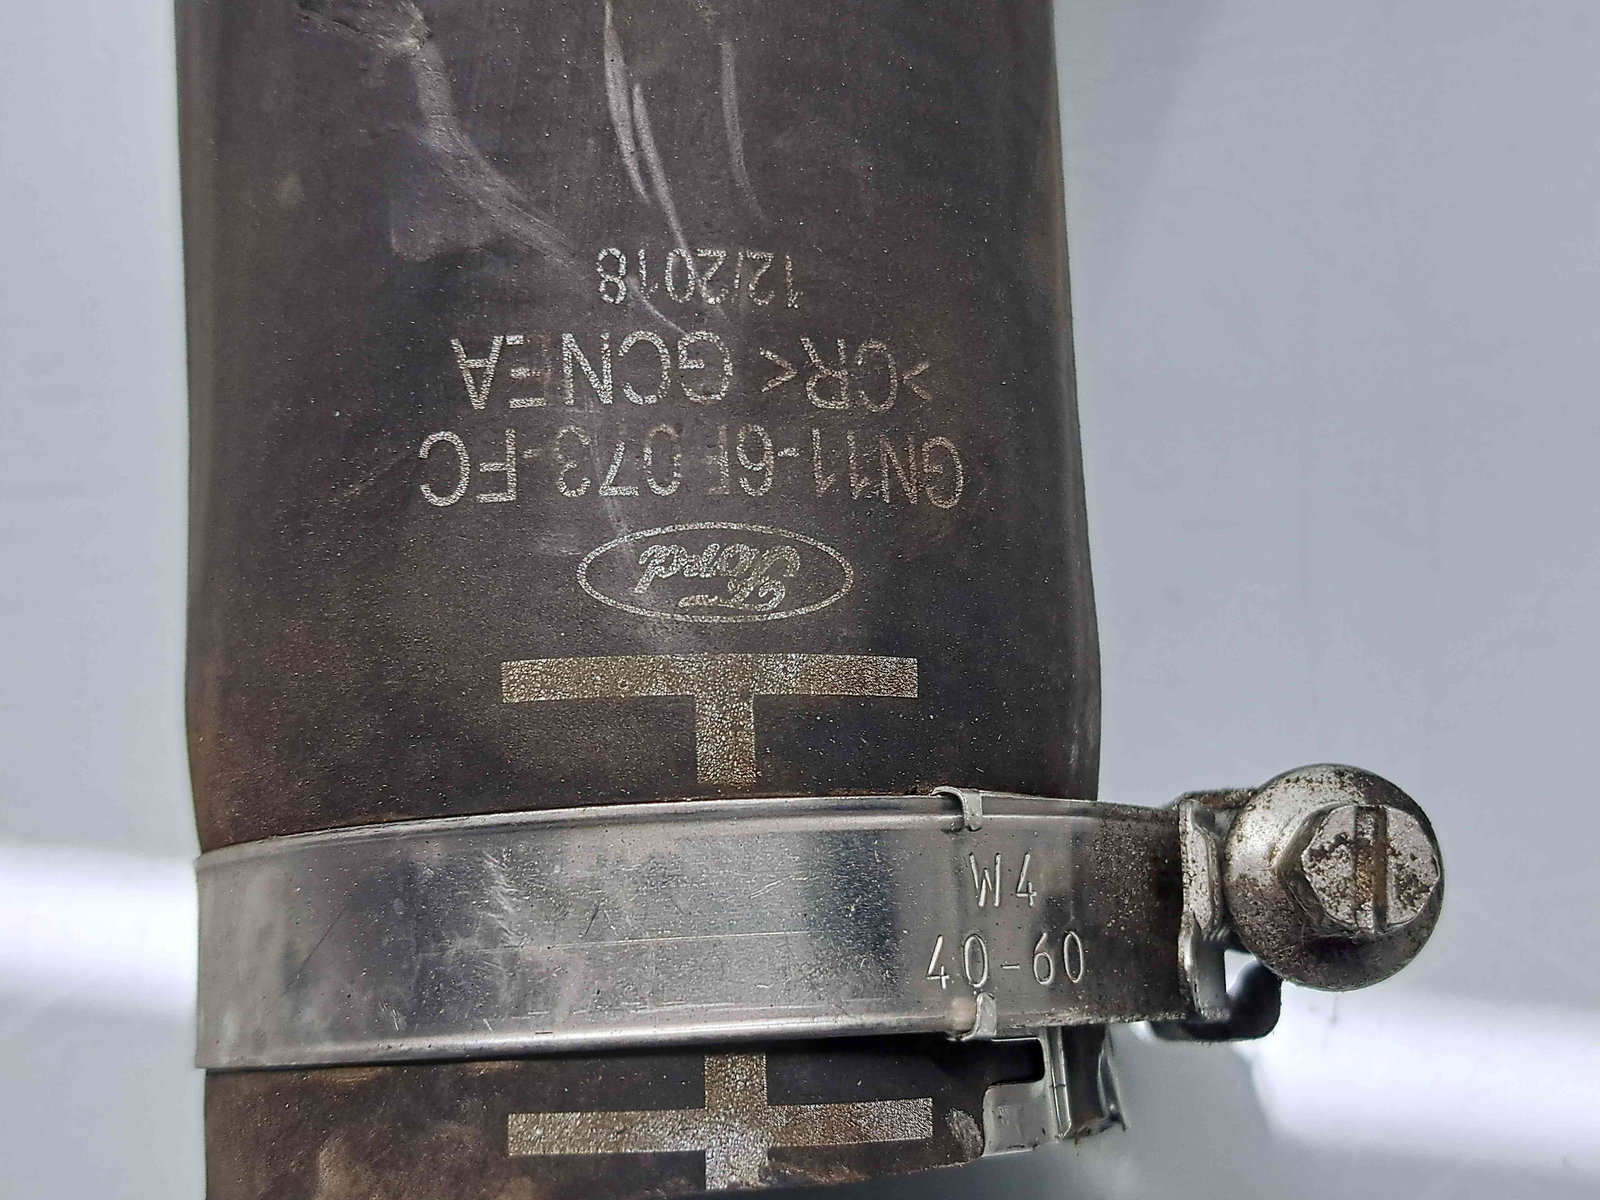 Ford
GN11-6F073-FC
>CR< GCNEA
12/2018
W4
40-60